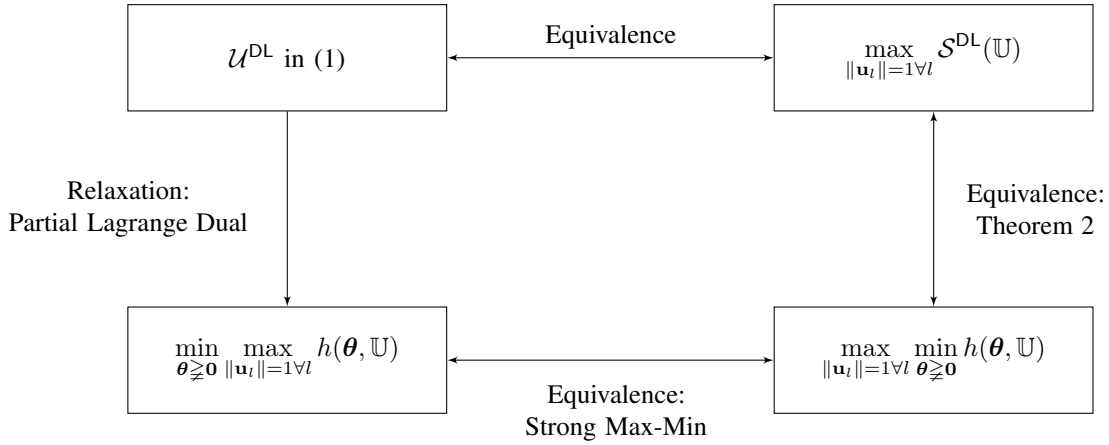 Equivalence
𝒰^DL in (1)
max_{‖𝐮_l‖=1∀l} 𝒮^DL(𝕌)
Relaxation:
Partial Lagrange Dual
Equivalence:
Theorem 2
min_{𝜽⪈𝟎} max_{‖𝐮_l‖=1∀l} h(𝜽, 𝕌)
max_{‖𝐮_l‖=1∀l} min_{𝜽⪈𝟎} h(𝜽, 𝕌)
Equivalence:
Strong Max-Min